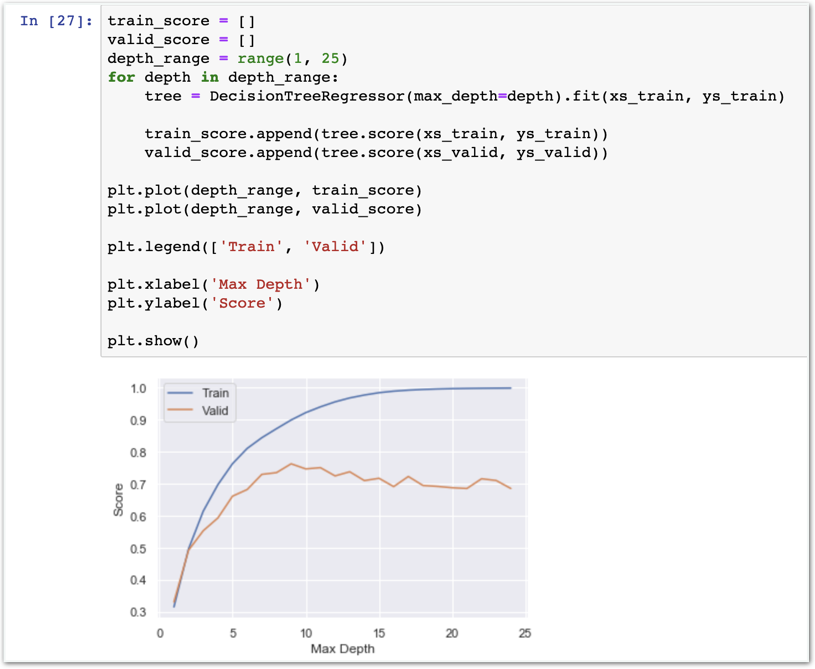 In [27]: train_score = []
valid_score = []
depth_range = range(1, 25)
for depth in depth_range:
    tree = DecisionTreeRegressor(max_depth=depth).fit(xs_train, ys_train)
    train_score.append(tree.score(xs_train, ys_train))
    valid_score.append(tree.score(xs_valid, ys_valid))
plt.plot(depth_range, train_score)
plt.plot(depth_range, valid_score)
plt.legend(['Train', 'Valid'])
plt.xlabel('Max Depth')
plt.ylabel('Score')
plt.show()
Train
Valid
Score
1.0
0.9
0.8
0.7
0.6
0.5
0.4
0.3
0 5 10 15 20 25
Max Depth